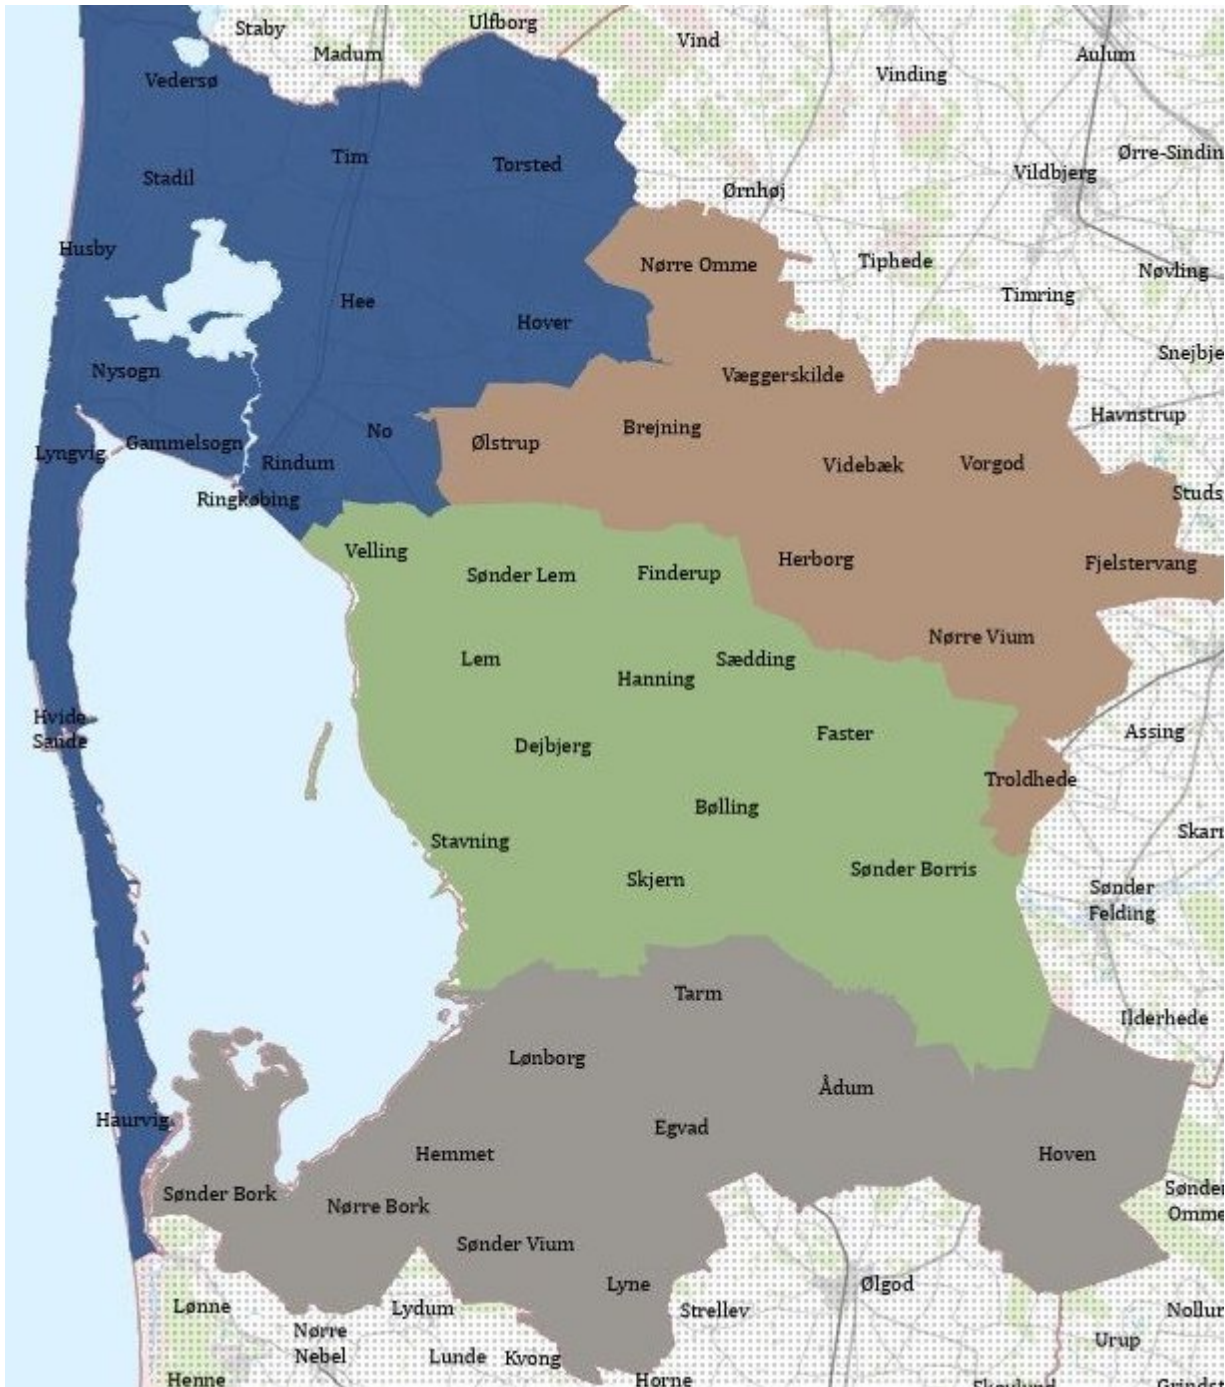 Staby
Ulfborg
Madum
Vind
Aulum
Vinding
Vedersø
Ørre-Sindin
Tim
Torsted
Vildbjerg
Stadil
Ørnhøj
Husby
Nørre Omme
Tiphede
Nøvling
Timring
Hee
Hover
Snejbje
Nysogn
Væggerskilde
Havnstrup
Brejning
No
Gammelsogn
Ølstrup
Lyngvig
Rindum
Videbæk
Vorgod
Ringkøbing
Studs
Velling
Herborg
Fjelstervang
Sønder Lem
Finderup
Nørre Vium
Lem
Sædding
Hanning
Hvide
Sande
Faster
Assing
Dejbjerg
Troldhede
Bølling
Skarr
Stavning
Sønder Borris
Skjern
Sønder
Felding
Tarm
Ilderhede
Lønborg
Ådum
Haurvig
Egvad
Hemmet
Hoven
Sønder Bork
Sønder
Omme
Nørre Bork
Sønder Vium
Lyne
Ølgod
Lønne
Lydum
Strellev
Nollun
Nørre
Nebel
Urup
Lunde
Kvong
Henne
Horne